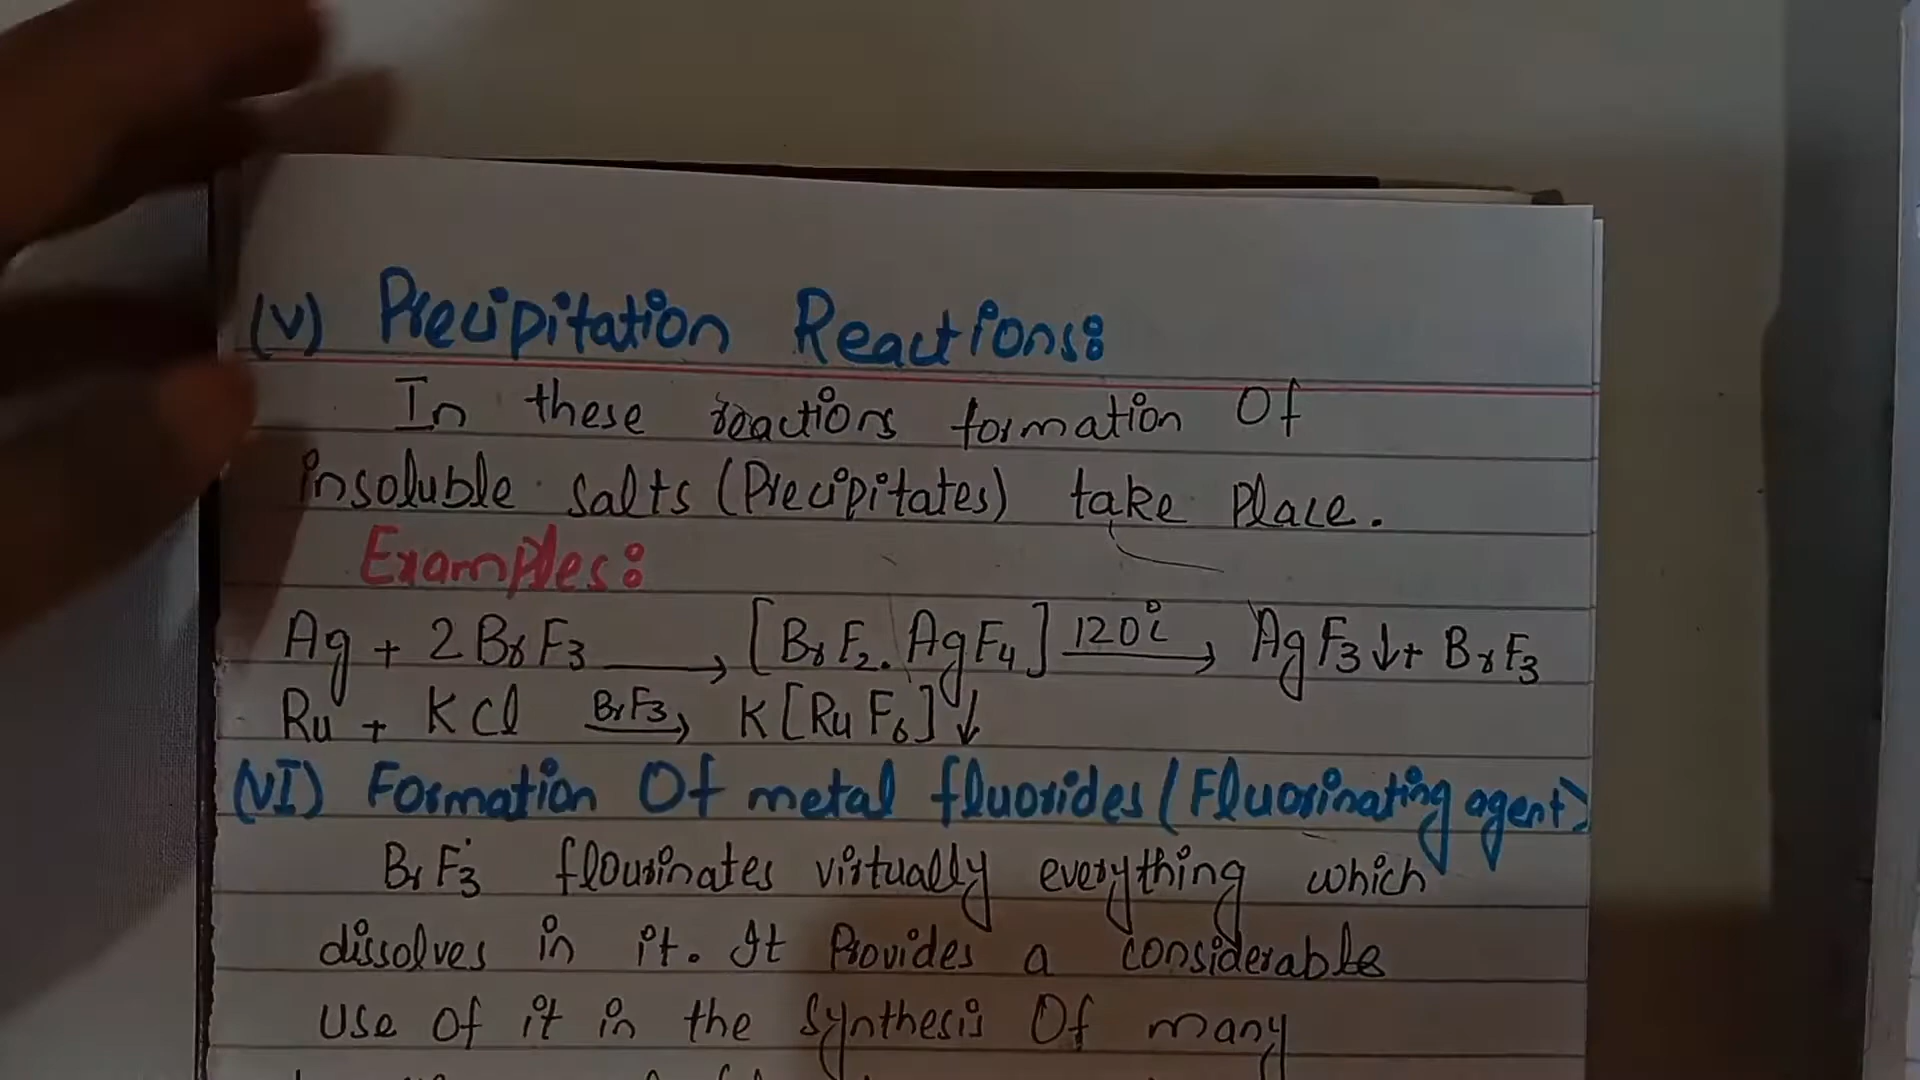 (V) Precipitation Reactions:
In these reactions formation Of
insoluble salts (Precipitates) take place.
Examples:
Ag + 2BrF₃ → [BrF₂.AgF₄] 120°C → AgF₃↓ + BrF₃
Ru + KCl BrF₃ → K[RuF₆]↓
(VI) Formation Of metal fluorides (Fluorinating agent)
BrF₃ flourinates virtually everything which
dissolves in it. It Provides a considerable
use of it in the synthesis Of many